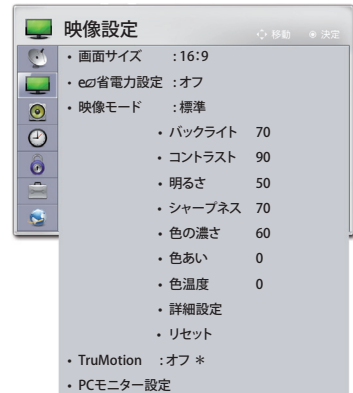 映像設定
移動 決定
・ 画面サイズ :16:9
・ e省電力設定 :オフ
・ 映像モード :標準
・ バックライト 70
・ コントラスト 90
・ 明るさ 50
・ シャープネス 70
・ 色の濃さ 60
・ 色あい 0
・ 色温度 0
・ 詳細設定
・ リセット
・ TruMotion :オフ *
・ PCモニター設定